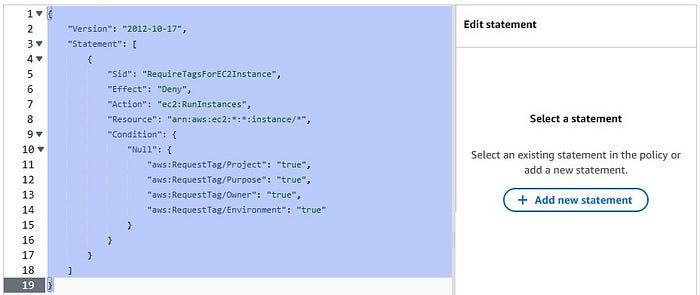 1 {
2 "Version": "2012-10-17",
3 "Statement": [
4 {
5 "Sid": "RequireTagsForEC2Instance",
6 "Effect": "Deny",
7 "Action": "ec2:RunInstances",
8 "Resource": "arn:aws:ec2:*:*:instance/*",
9 "Condition": {
10 "Null": {
11 "aws:RequestTag/Project": "true",
12 "aws:RequestTag/Purpose": "true",
13 "aws:RequestTag/Owner": "true",
14 "aws:RequestTag/Environment": "true"
15 }
16 }
17 }
18 ]
19 }
Edit statement
Select a statement
Select an existing statement in the policy or
add a new statement.
+ Add new statement